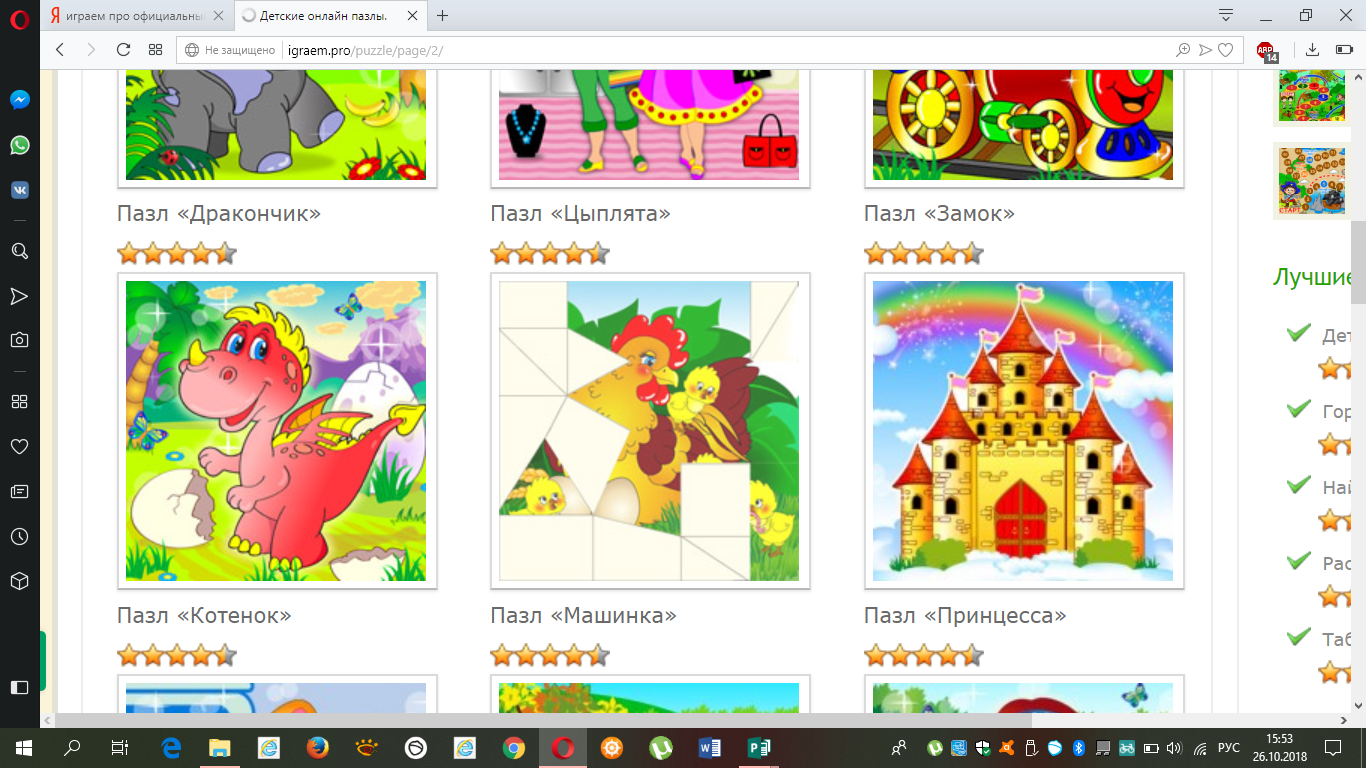 играем про официальны
Детские онлайн пазлы.
Не защищено
igraem.pro/puzzle/page/2/
ABP
14
Пазл «Дракончик»
Пазл «Цыплята»
Пазл «Замок»
СТАРТ
Лучшие
Дет
Гор
Най
Рас
Таб
Пазл «Котенок»
Пазл «Машинка»
Пазл «Принцесса»
РУС
15:53
26.10.2018